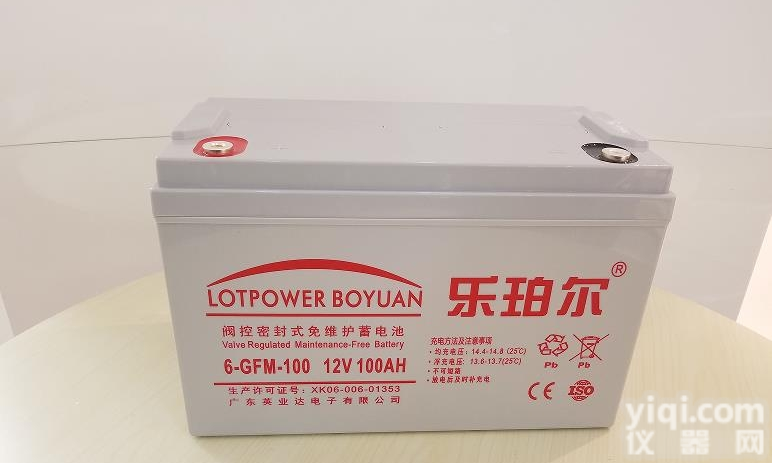 LOTPOWER BOYUAN
阀控密封式免维护蓄电池
Valve Regulated Maintenance-Free Battery
6-GFM-100 12V 100AH
生产许可证号：XK06-006-01353
广东英业达电子有限公司
乐珀尔®
充电方法及注意事项
·均充电压：14.4-14.8 (25℃)
·浮充电压：13.6-13.7(25℃)
·不可短路
·放电后及时补充电
Pb Pb
CE ISO
yiqi.com
仪器网